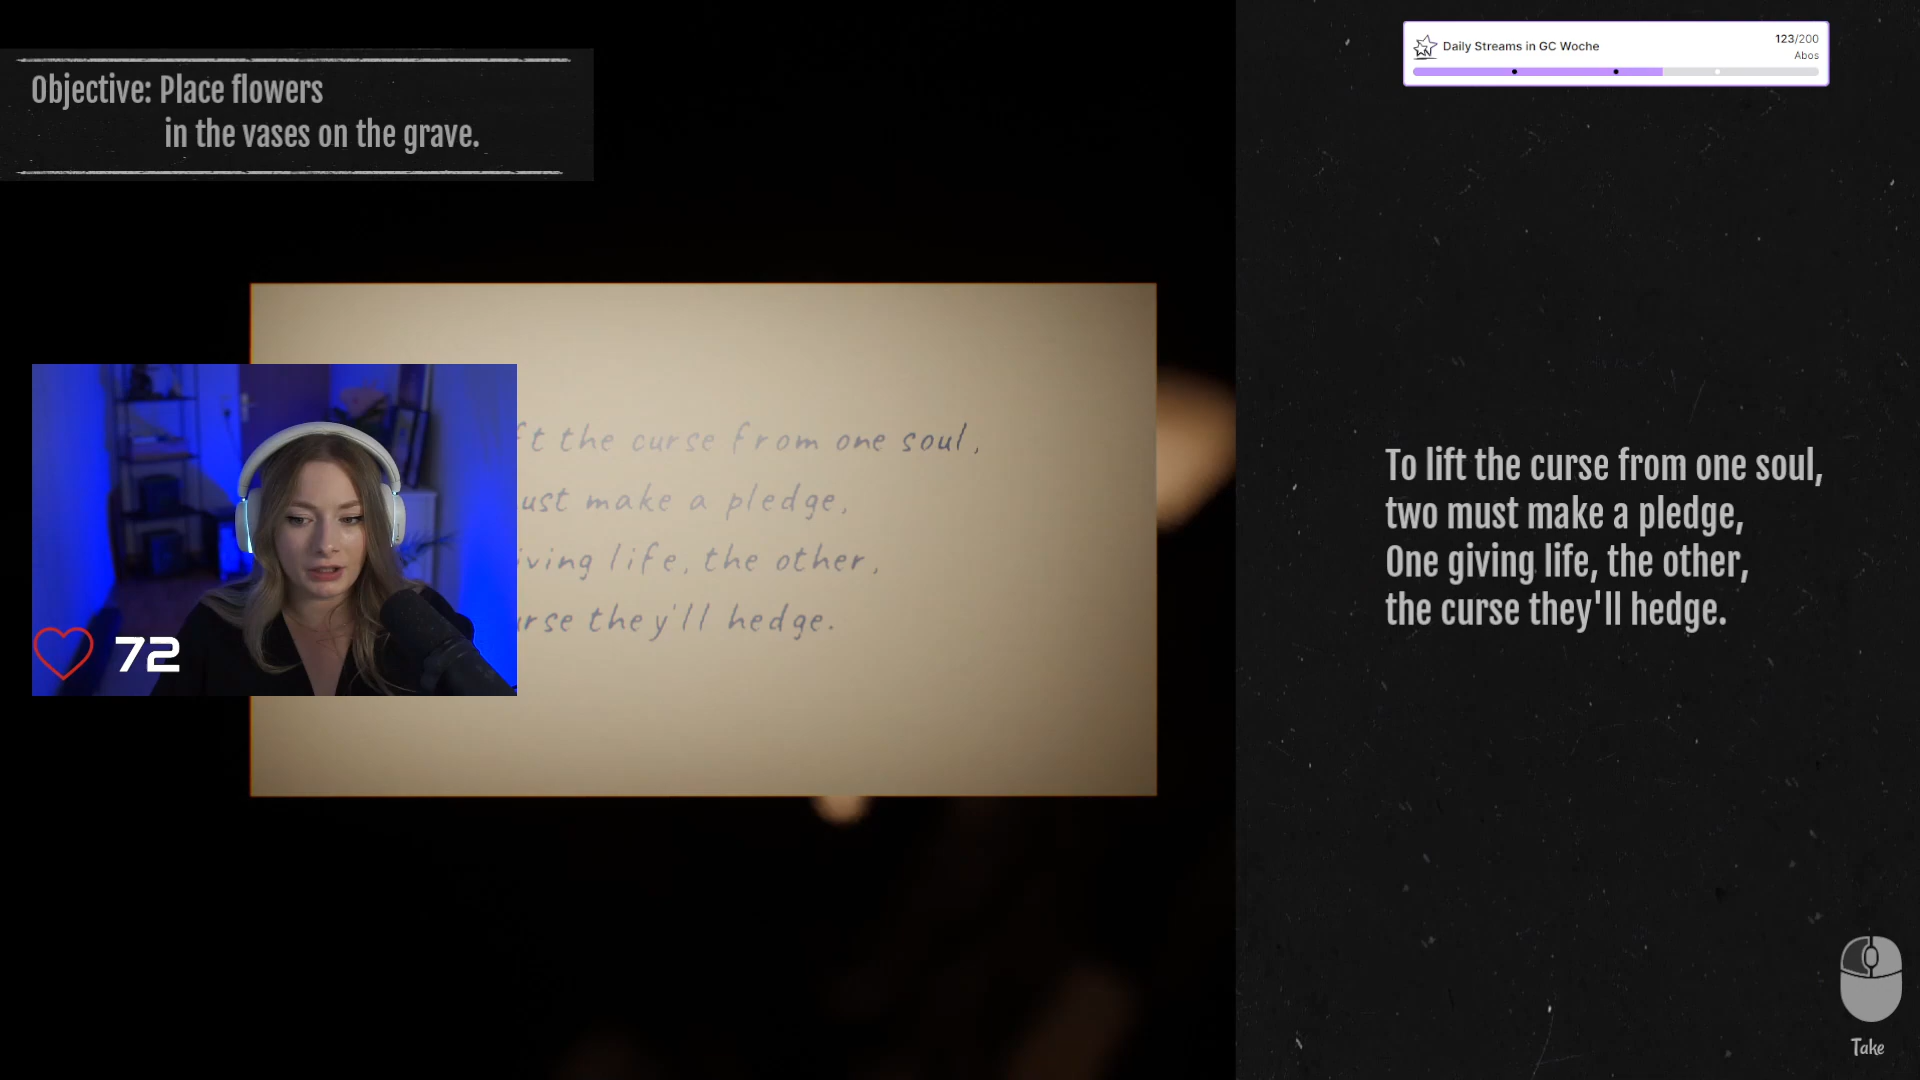 Objective: Place flowers
in the vases on the grave.
Daily Streams in GC Woche
123/200
Abos
ft the curse from one soul,
ust make a pledge,
iving life, the other,
urse they'll hedge.
72
To lift the curse from one soul,
two must make a pledge,
One giving life, the other,
the curse they'll hedge.
Take